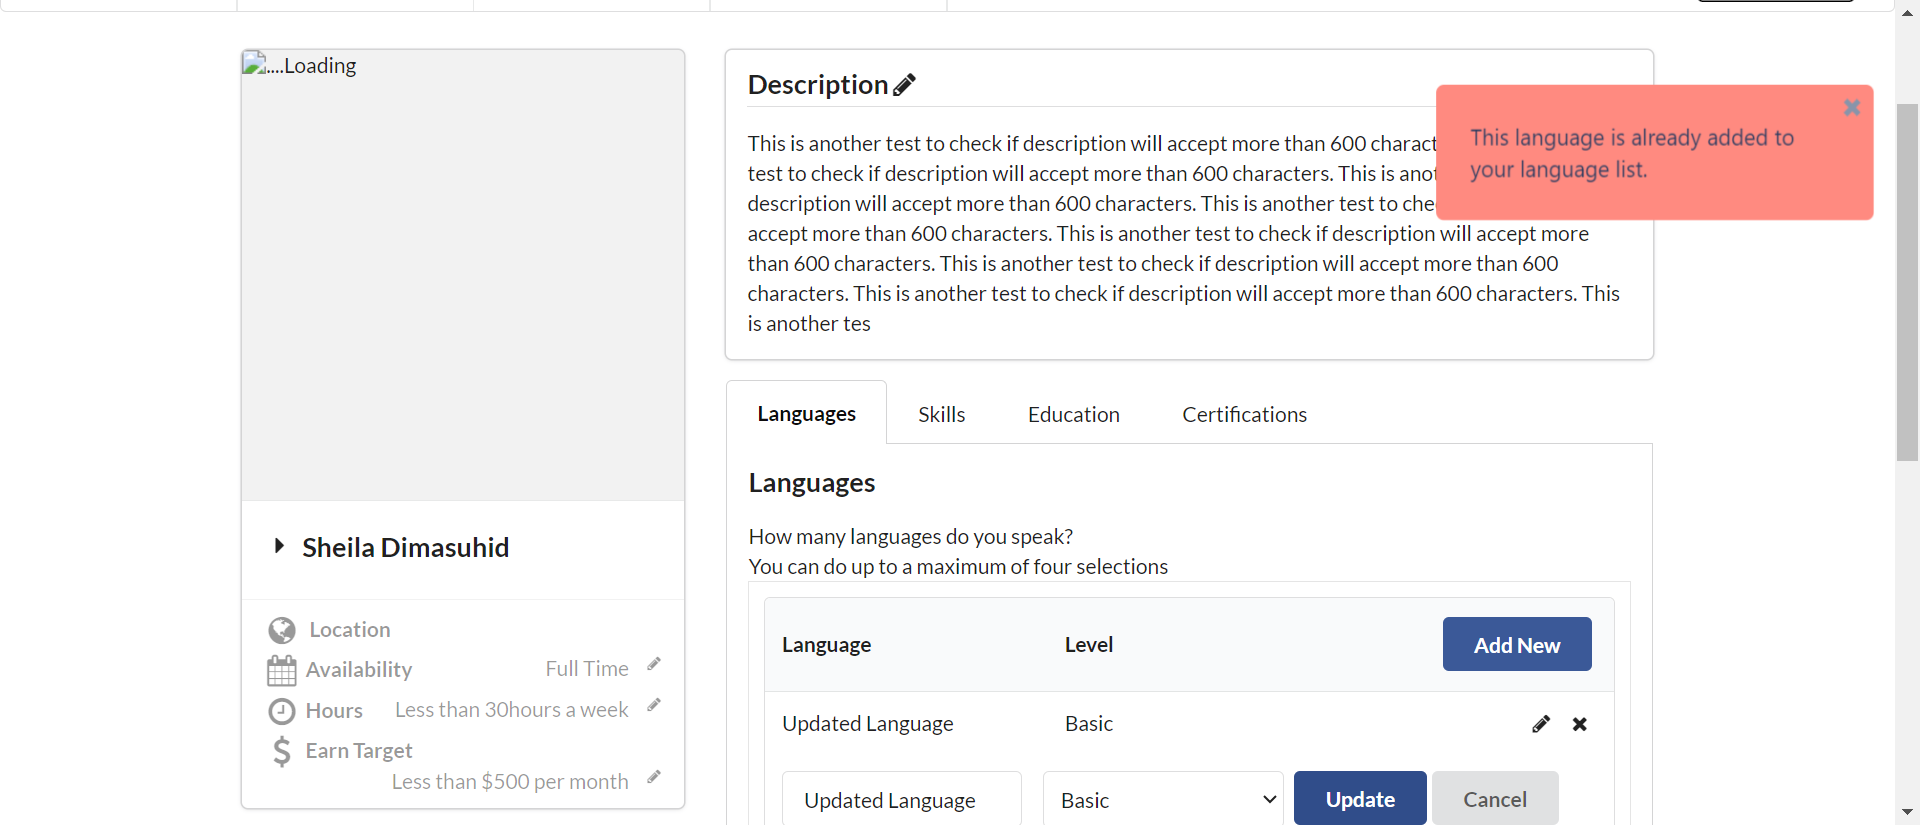 ....Loading
Sheila Dimasuhid
Location
Availability Full Time
Hours Less than 30hours a week
Earn Target
Less than $500 per month
Description
This is another test to check if description will accept more than 600 charact
test to check if description will accept more than 600 characters. This is anot
description will accept more than 600 characters. This is another test to che
accept more than 600 characters. This is another test to check if description will accept more
than 600 characters. This is another test to check if description will accept more than 600
characters. This is another test to check if description will accept more than 600 characters. This
is another tes
This language is already added to
your language list.
Languages Skills Education Certifications
Languages
How many languages do you speak?
You can do up to a maximum of four selections
Language Level Add New
Updated Language Basic
Updated Language Basic Update Cancel